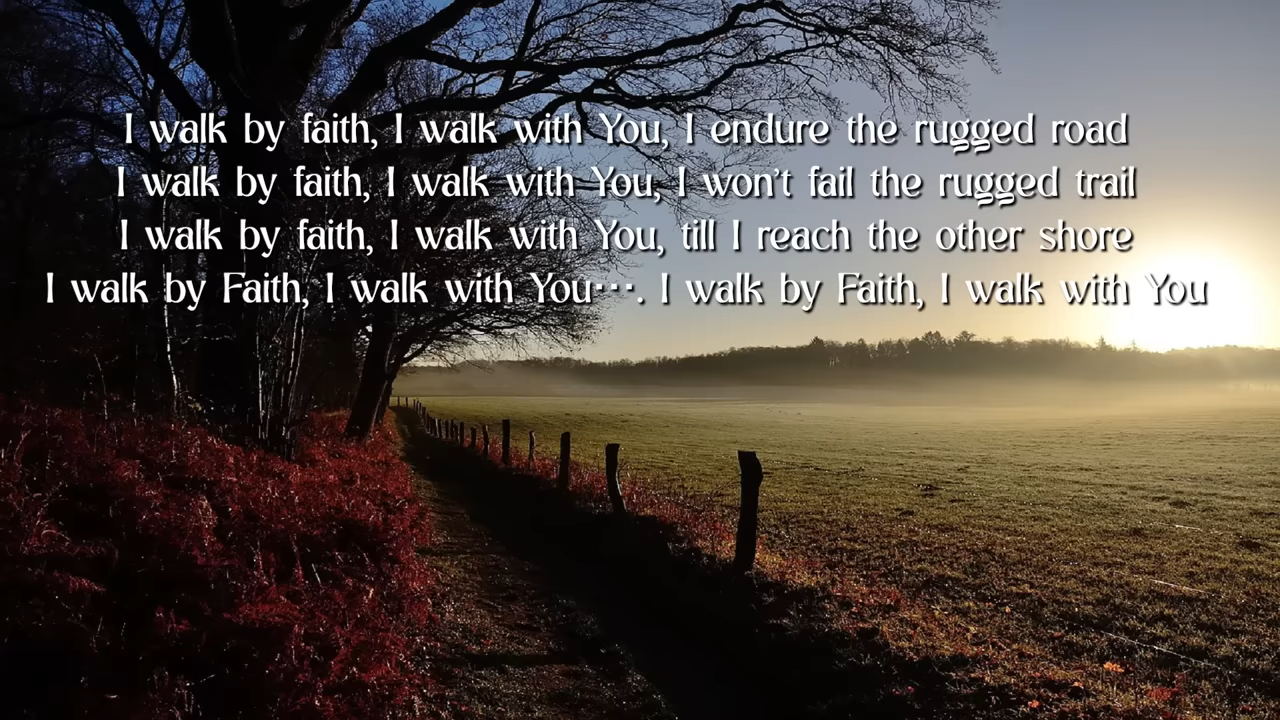 I walk by faith, I walk with You, I endure the rugged road
I walk by faith, I walk with You, I won't fail the rugged trail
I walk by faith, I walk with You, till I reach the other shore
I walk by Faith, I walk with You···. I walk by Faith, I walk with You